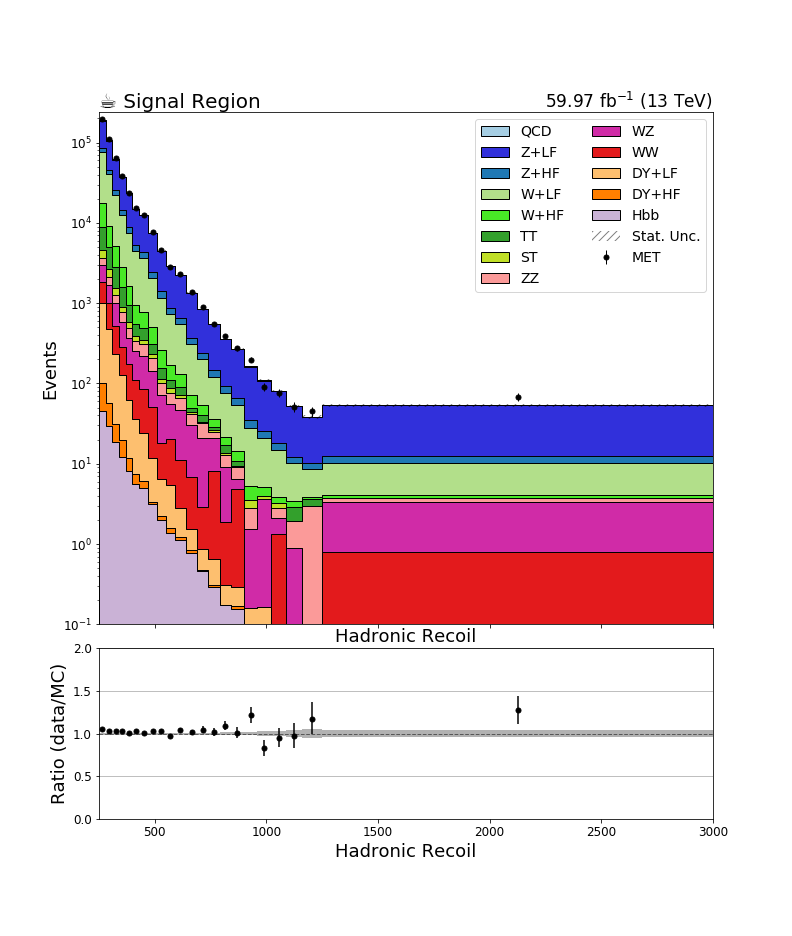 ☕ Signal Region
59.97 fb⁻¹ (13 TeV)
QCD
Z+LF
Z+HF
W+LF
W+HF
TT
ST
ZZ
WZ
WW
DY+LF
DY+HF
Hbb
Stat. Unc.
MET
Events
10⁵
10⁴
10³
10²
10¹
10⁰
10⁻¹
Hadronic Recoil
Ratio (data/MC)
2.0
1.5
1.0
0.5
0.0
500 1000 1500 2000 2500 3000
Hadronic Recoil